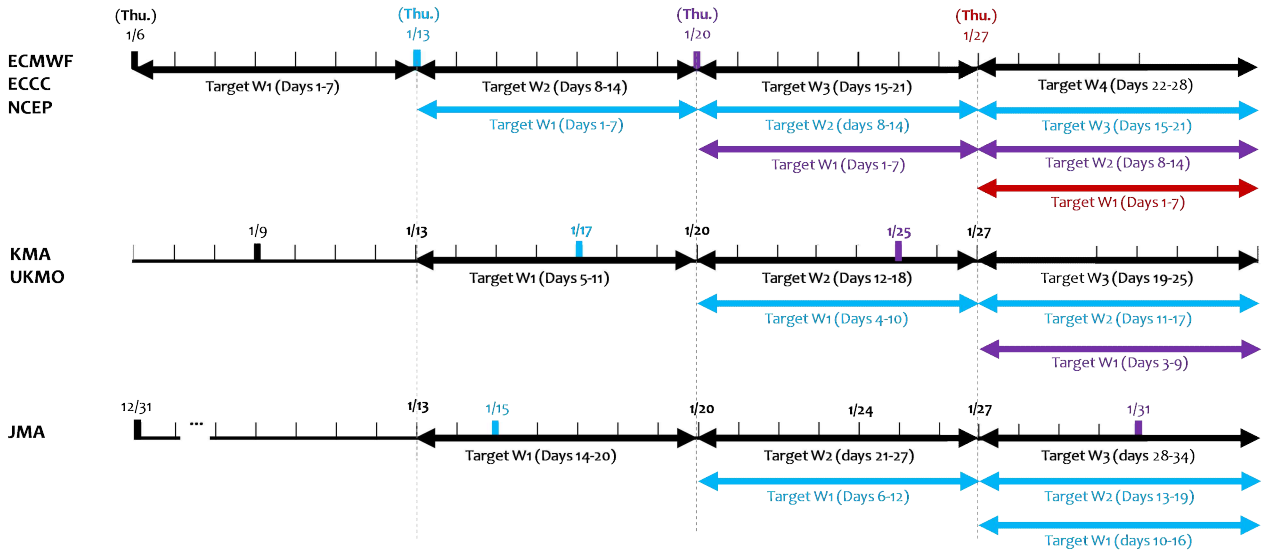 (Thu.) (Thu.) (Thu.) (Thu.)
1/6 1/13 1/20 1/27
ECMWF
ECCC
NCEP
Target W1 (Days 1-7) Target W2 (Days 8-14) Target W3 (Days 15-21) Target W4 (Days 22-28)
Target W1 (Days 1-7) Target W2 (days 8-14) Target W3 (Days 15-21)
Target W1 (Days 1-7) Target W2 (Days 8-14)
Target W1 (Days 1-7)
KMA
UKMO
1/9 1/13 1/17 1/20 1/25 1/27
Target W1 (Days 5-11) Target W2 (Days 12-18) Target W3 (Days 19-25)
Target W1 (Days 4-10) Target W2 (Days 11-17)
Target W1 (Days 3-9)
12/31 1/13 1/15 1/20 1/24 1/27 1/31
JMA ...
Target W1 (Days 14-20) Target W2 (days 21-27) Target W3 (days 28-34)
Target W1 (Days 6-12) Target W2 (Days 13-19)
Target W1 (days 10-16)